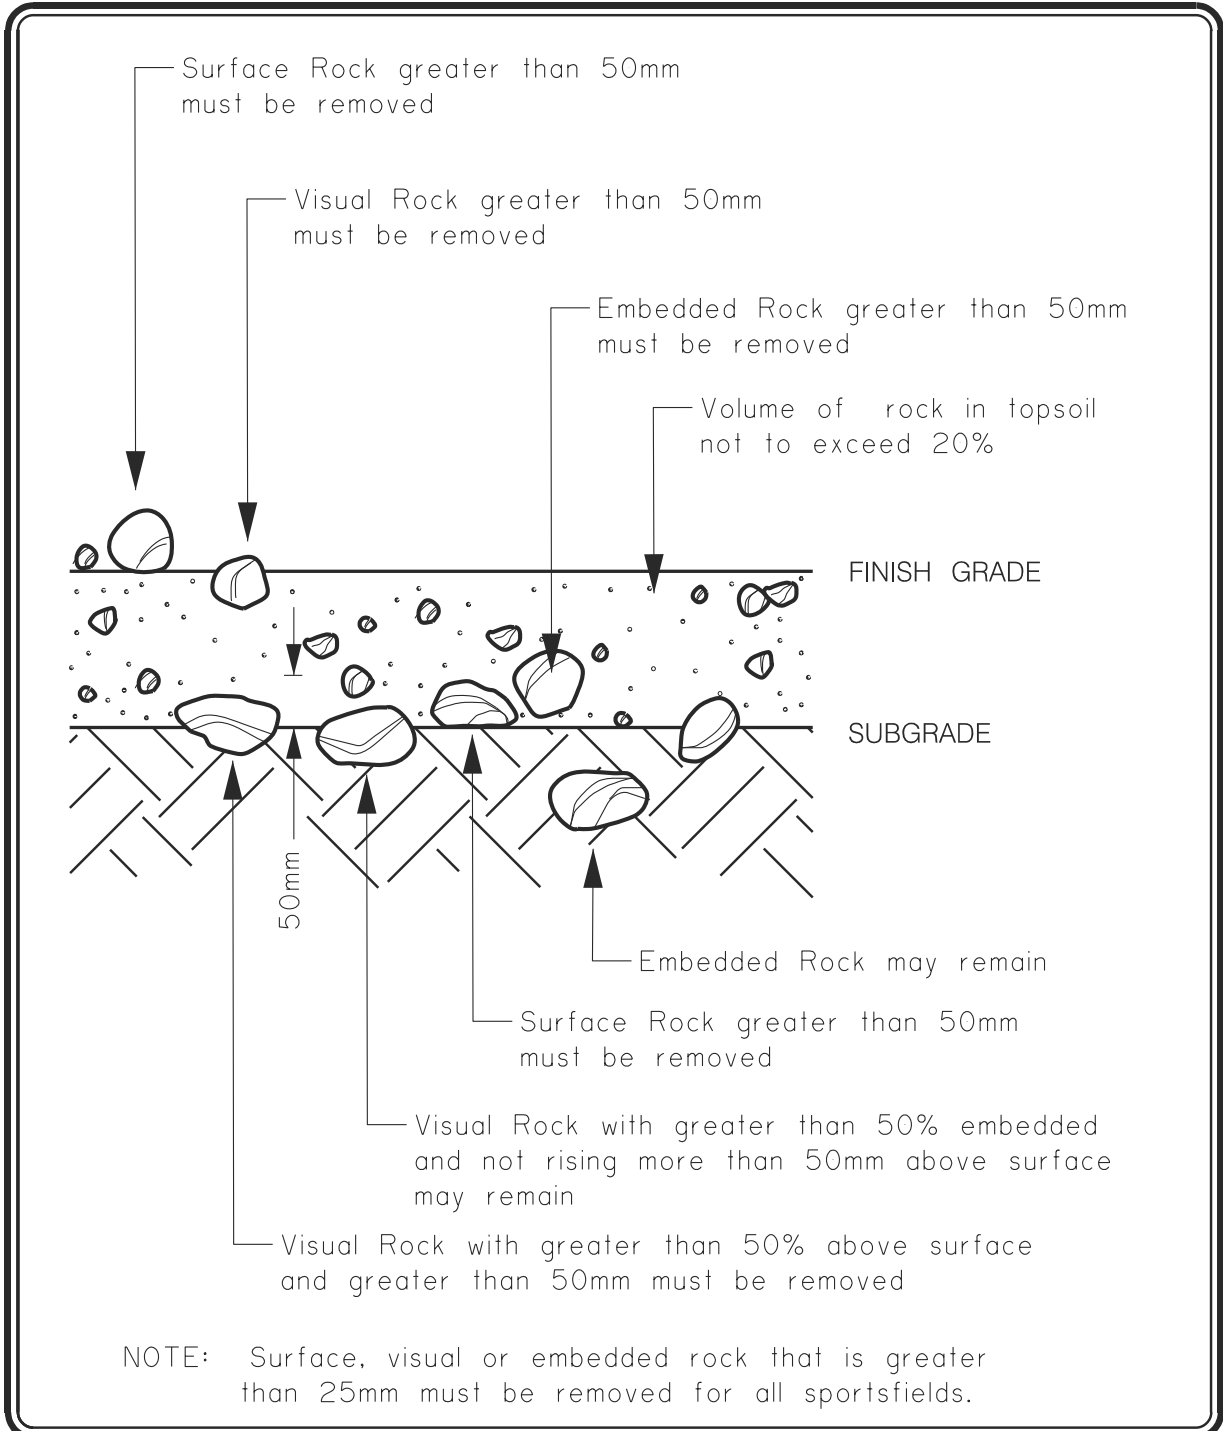 Surface Rock greater than 50mm
must be removed
Visual Rock greater than 50mm
must be removed
Embedded Rock greater than 50mm
must be removed
Volume of rock in topsoil
not to exceed 20%
FINISH GRADE
SUBGRADE
50mm
Embedded Rock may remain
Surface Rock greater than 50mm
must be removed
Visual Rock with greater than 50% embedded
and not rising more than 50mm above surface
may remain
Visual Rock with greater than 50% above surface
and greater than 50mm must be removed
NOTE: Surface, visual or embedded rock that is greater
than 25mm must be removed for all sportsfields.